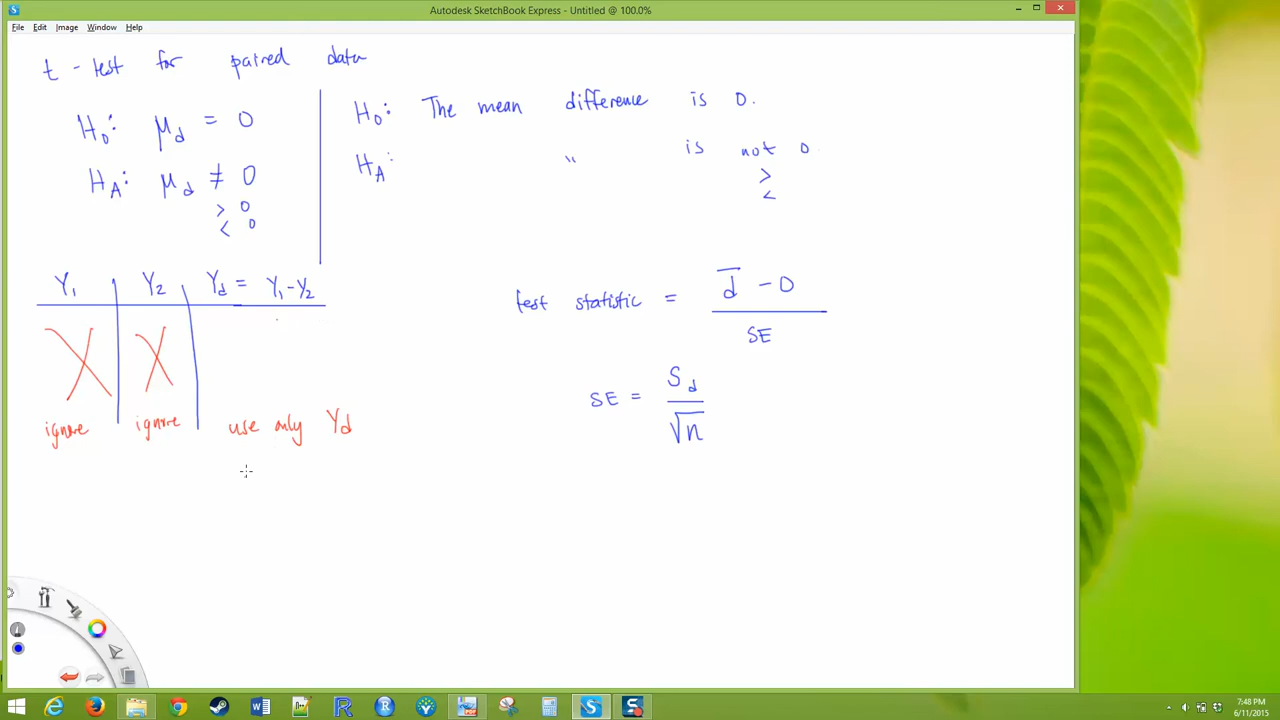 Autodesk SketchBook Express - Untitled @ 100.0%
File Edit Image Window Help
t - test for paired data
H0: μd = 0
HA: μd ≠ 0
> 0
< 0
H0: The mean difference is 0.
HA: " is not 0
>
<
Y1 Y2 Yd = Y1-Y2
ignore ignore use only Yd
test statistic = d̅ - 0
SE
SE = Sd
√n
7:48 PM
6/11/2015